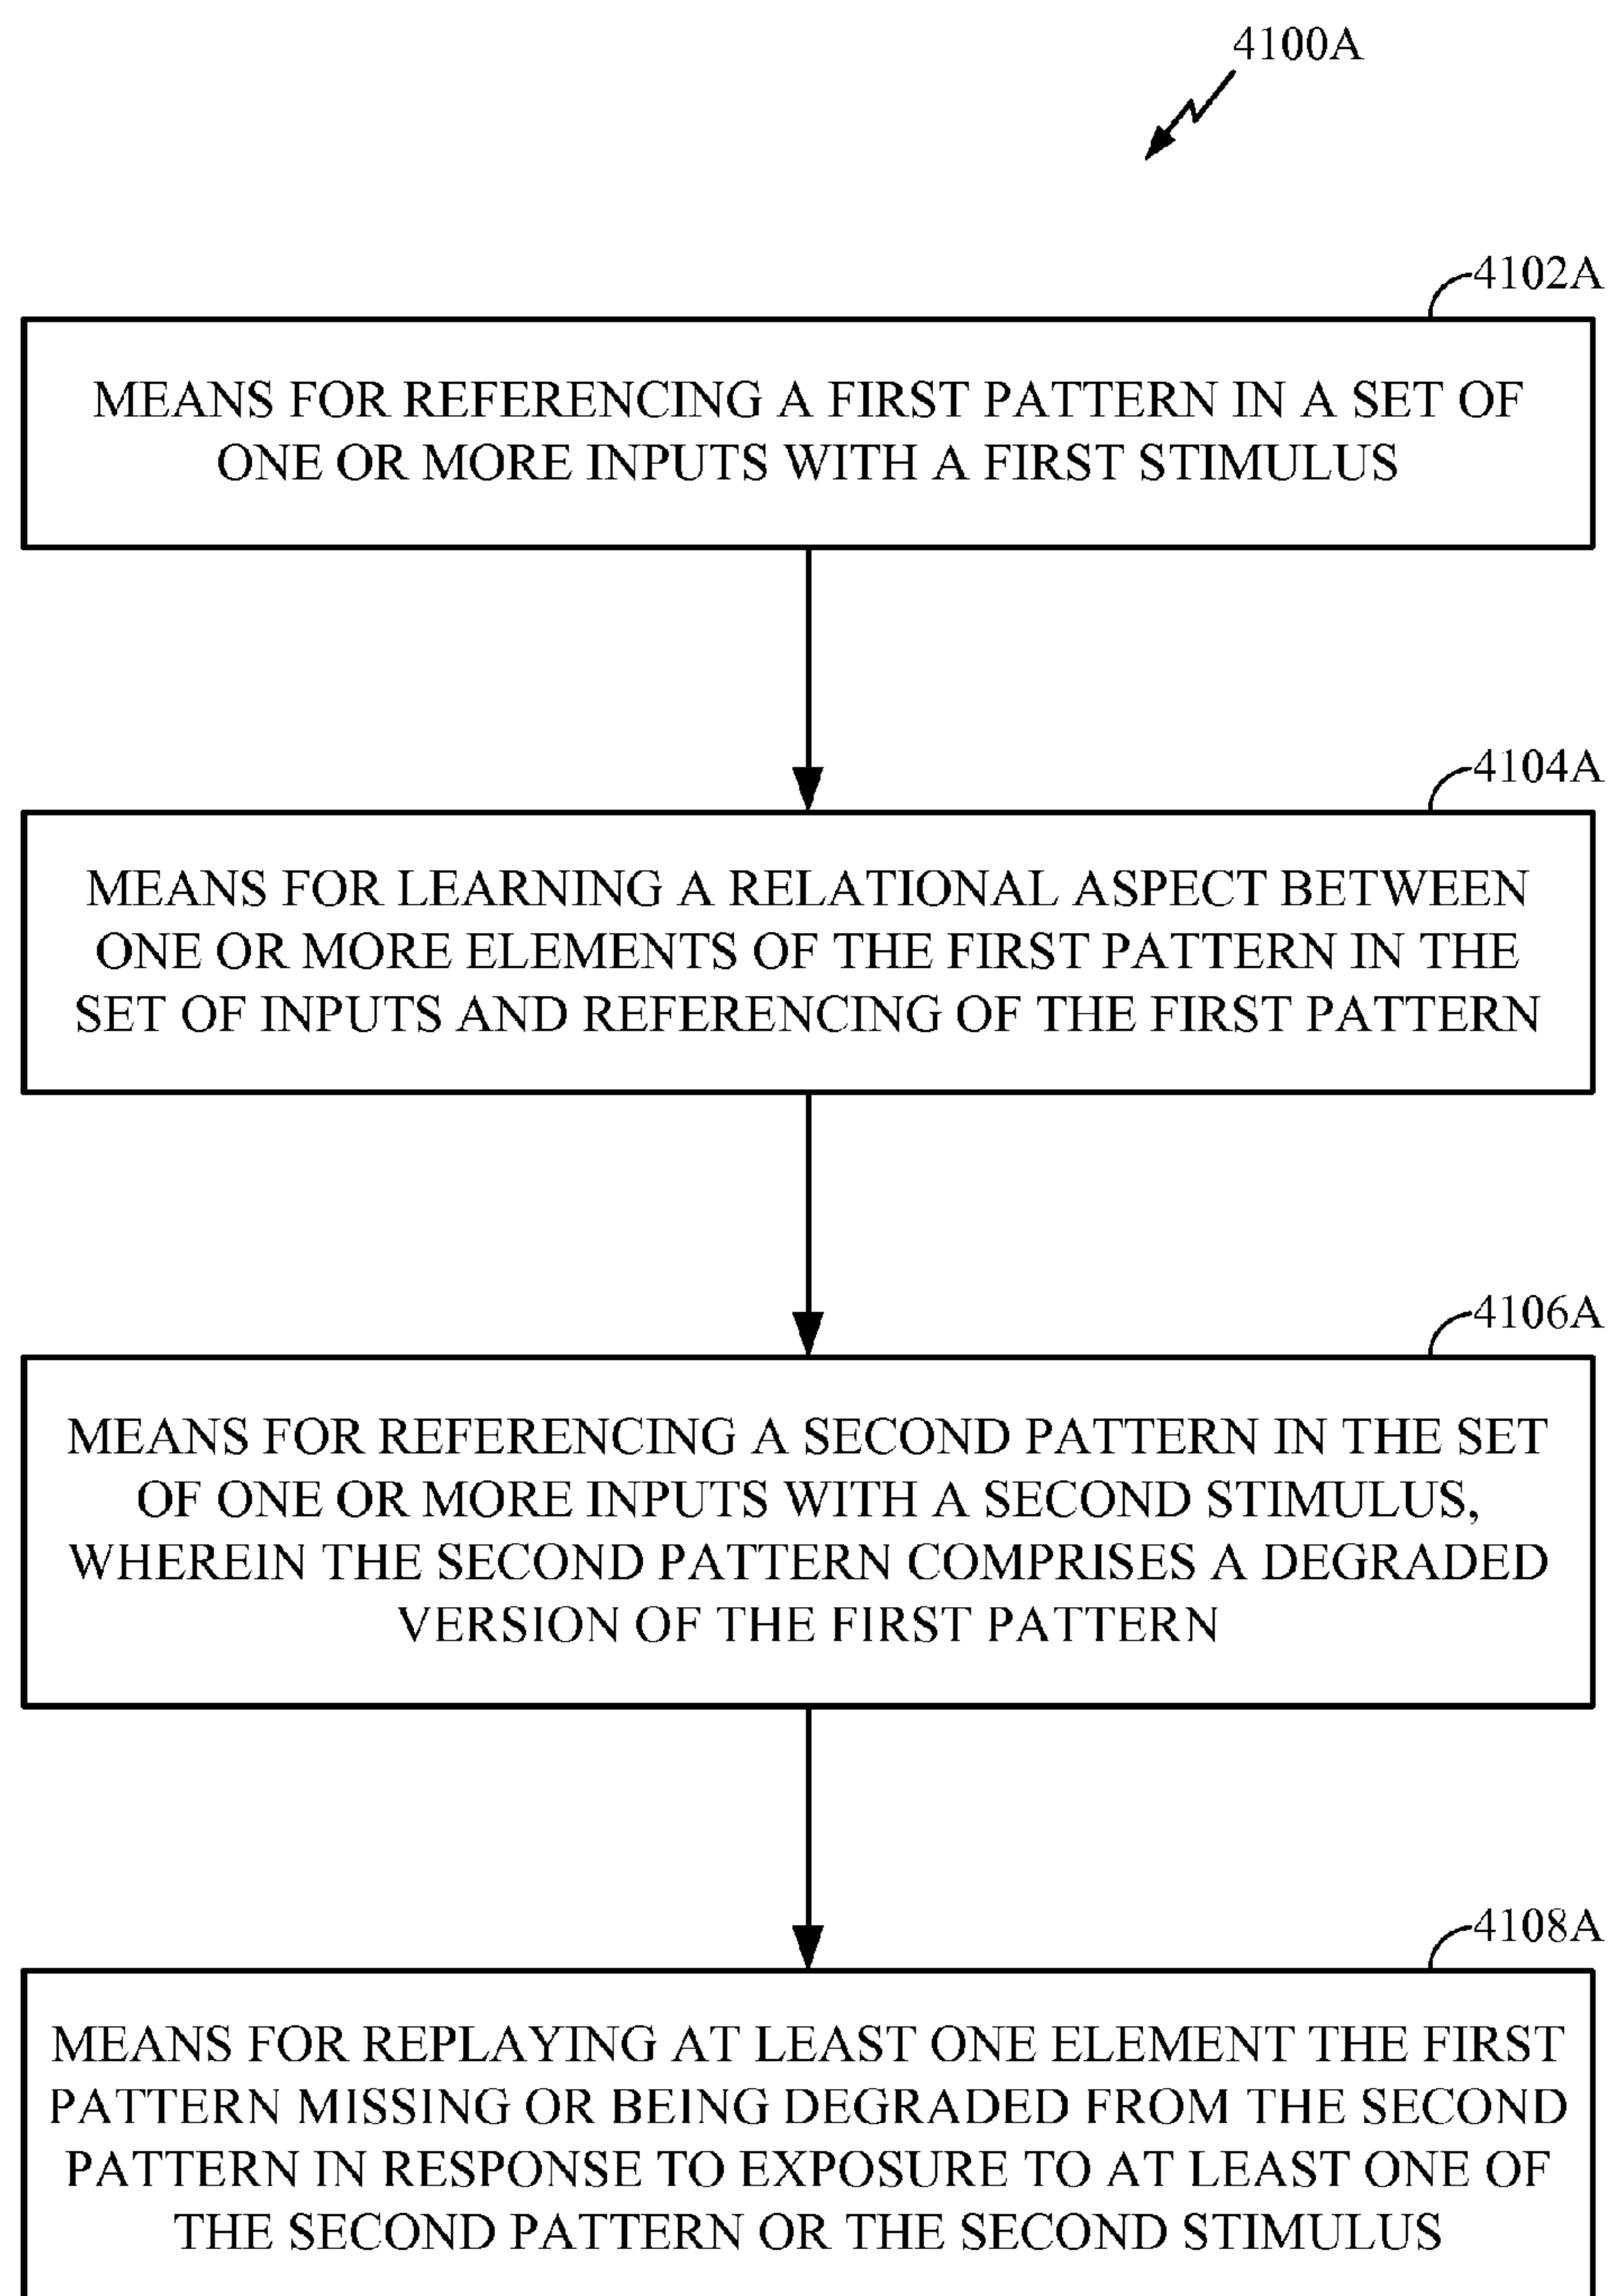 4100A
4102A
MEANS FOR REFERENCING A FIRST PATTERN IN A SET OF
ONE OR MORE INPUTS WITH A FIRST STIMULUS
4104A
MEANS FOR LEARNING A RELATIONAL ASPECT BETWEEN
ONE OR MORE ELEMENTS OF THE FIRST PATTERN IN THE
SET OF INPUTS AND REFERENCING OF THE FIRST PATTERN
4106A
MEANS FOR REFERENCING A SECOND PATTERN IN THE SET
OF ONE OR MORE INPUTS WITH A SECOND STIMULUS,
WHEREIN THE SECOND PATTERN COMPRISES A DEGRADED
VERSION OF THE FIRST PATTERN
4108A
MEANS FOR REPLAYING AT LEAST ONE ELEMENT THE FIRST
PATTERN MISSING OR BEING DEGRADED FROM THE SECOND
PATTERN IN RESPONSE TO EXPOSURE TO AT LEAST ONE OF
THE SECOND PATTERN OR THE SECOND STIMULUS